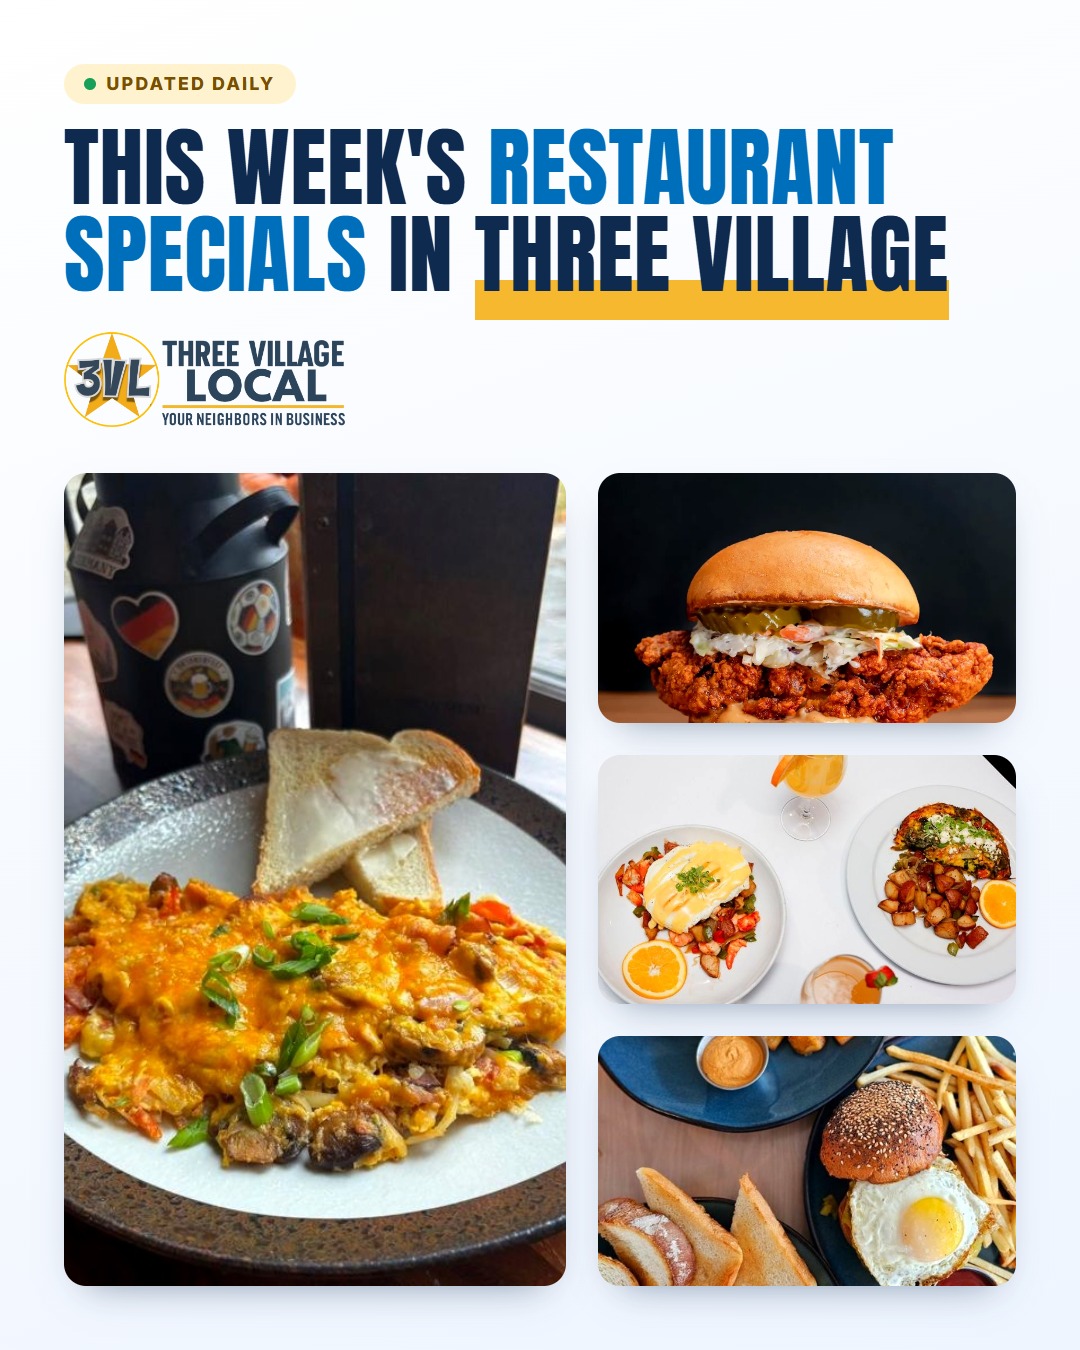 UPDATED DAILY
THIS WEEK'S RESTAURANT
SPECIALS IN THREE VILLAGE
3VL
THREE VILLAGE
LOCAL
YOUR NEIGHBORS IN BUSINESS